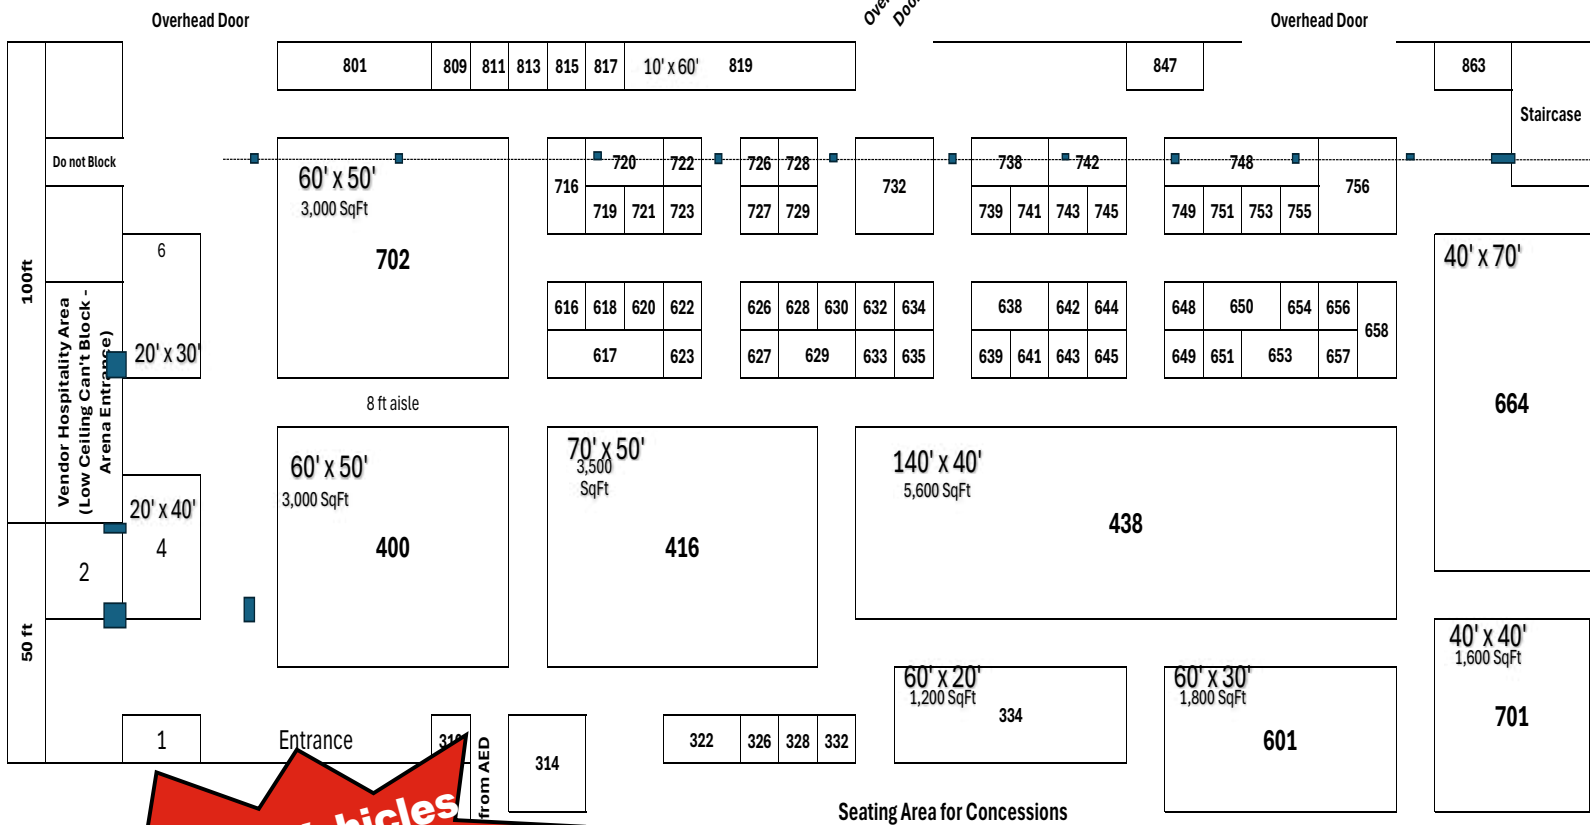 Overhead Door
Door
Overhead Door
801
809
811
813
815
817
10' x 60'
819
847
863
Staircase
Do not Block
60' x 50'
3,000 SqFt
702
716
720
722
719
721
723
726
728
727
729
732
738
742
739
741
743
745
748
756
749
751
753
755
6
20' x 30'
100ft
Vendor Hospitality Area
(Low Ceiling Can't Block -
Arena Entrance)
616
618
620
622
617
623
626
628
630
632
634
627
629
633
635
638
642
644
639
641
643
645
648
650
654
656
658
649
651
653
657
40' x 70'
664
8 ft aisle
60' x 50'
3,000 SqFt
400
70' x 50'
3,500
SqFt
416
140' x 40'
5,600 SqFt
438
20' x 40'
4
2
50 ft
40' x 40'
1,600 SqFt
701
60' x 20'
1,200 SqFt
334
60' x 30'
1,800 SqFt
601
1
Entrance
from AED
314
322
326
328
332
Seating Area for Concessions